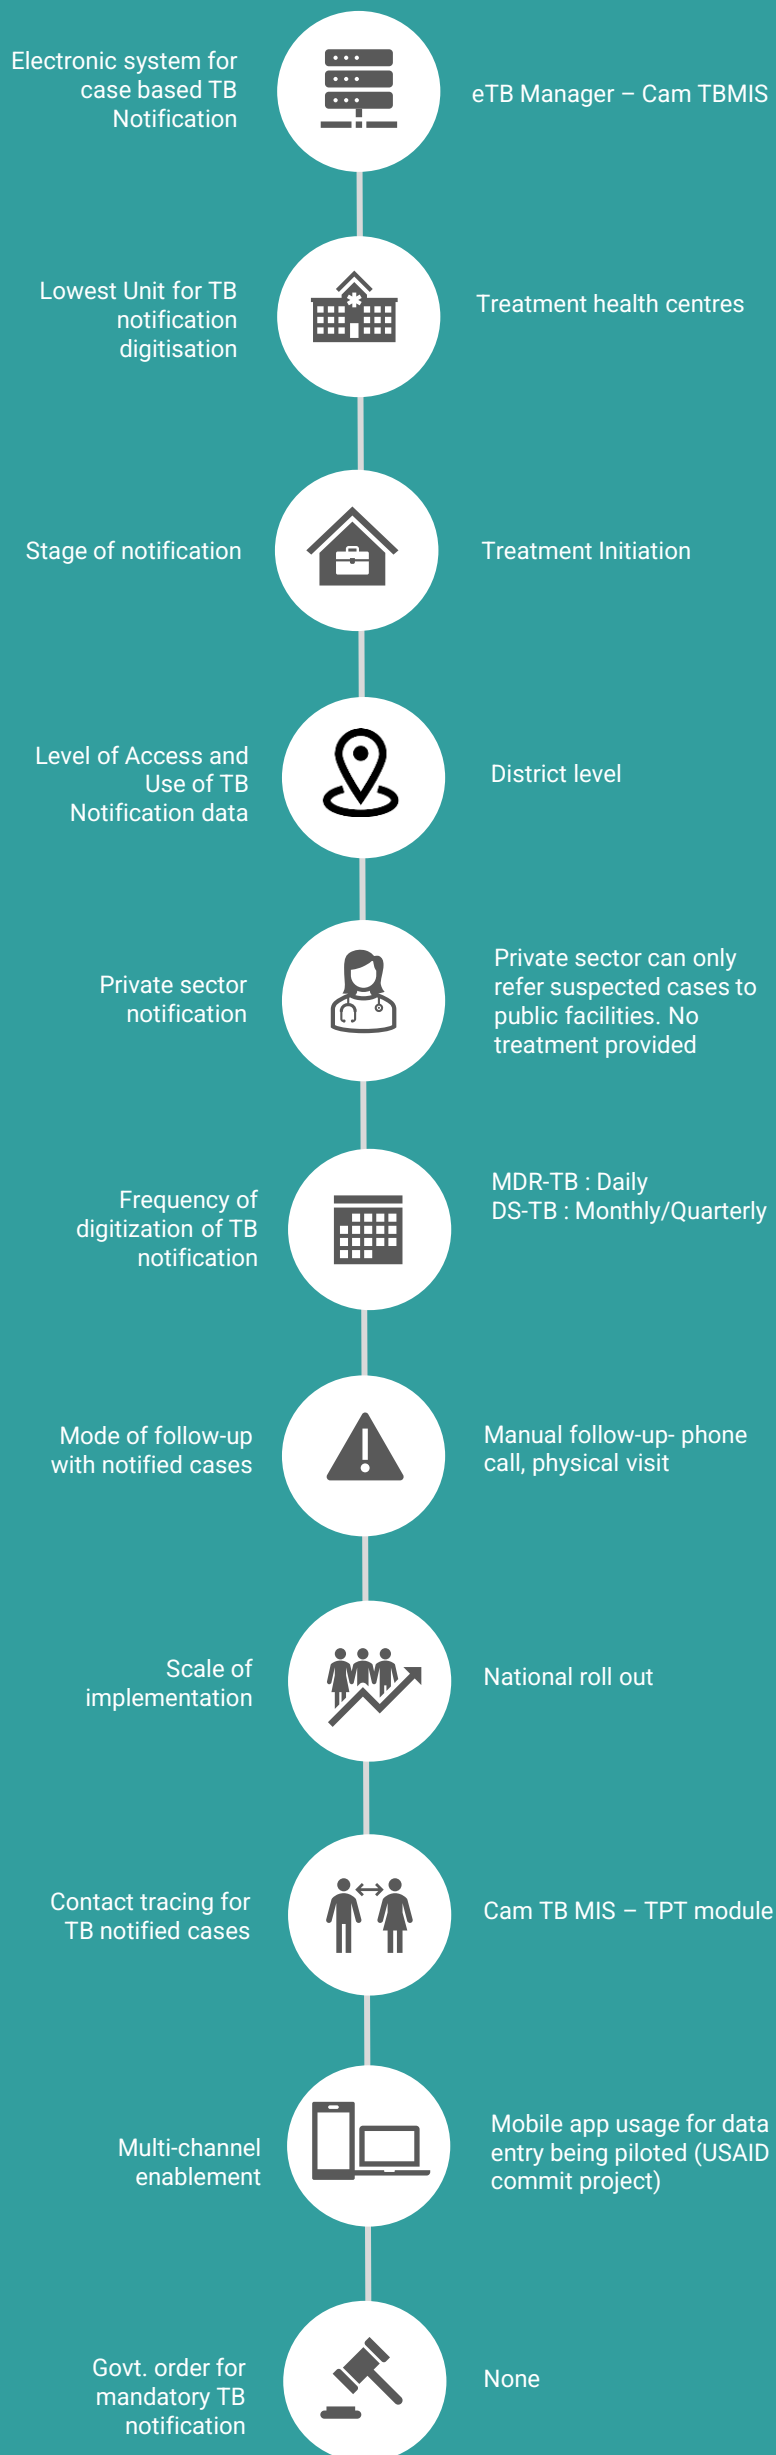 Electronic system for
case based TB
Notification
eTB Manager – Cam TBMIS
Lowest Unit for TB
notification
digitisation
Treatment health centres
Stage of notification
Treatment Initiation
Level of Access and
Use of TB
Notification data
District level
Private sector
notification
Private sector can only
refer suspected cases to
public facilities. No
treatment provided
Frequency of
digitization of TB
notification
MDR-TB : Daily
DS-TB : Monthly/Quarterly
Mode of follow-up
with notified cases
Manual follow-up- phone
call, physical visit
Scale of
implementation
National roll out
Contact tracing for
TB notified cases
Cam TB MIS – TPT module
Multi-channel
enablement
Mobile app usage for data
entry being piloted (USAID
commit project)
Govt. order for
mandatory TB
notification
None